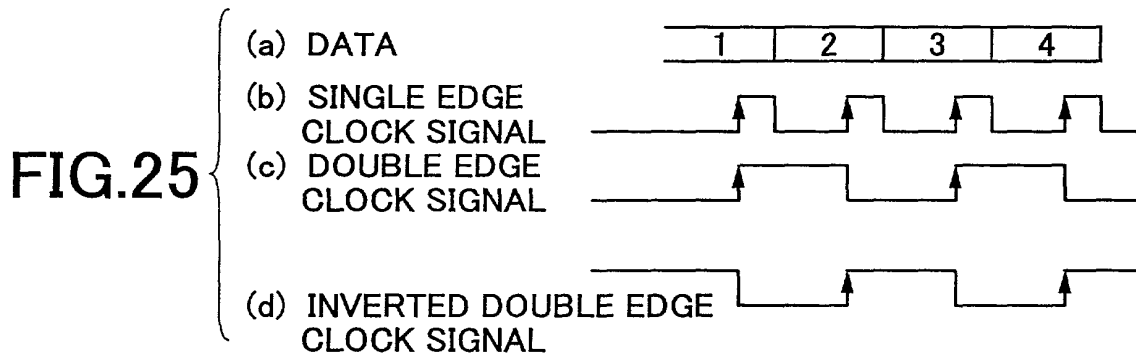 FIG.25
(a) DATA
1 2 3 4
(b) SINGLE EDGE
CLOCK SIGNAL
(c) DOUBLE EDGE
CLOCK SIGNAL
(d) INVERTED DOUBLE EDGE
CLOCK SIGNAL